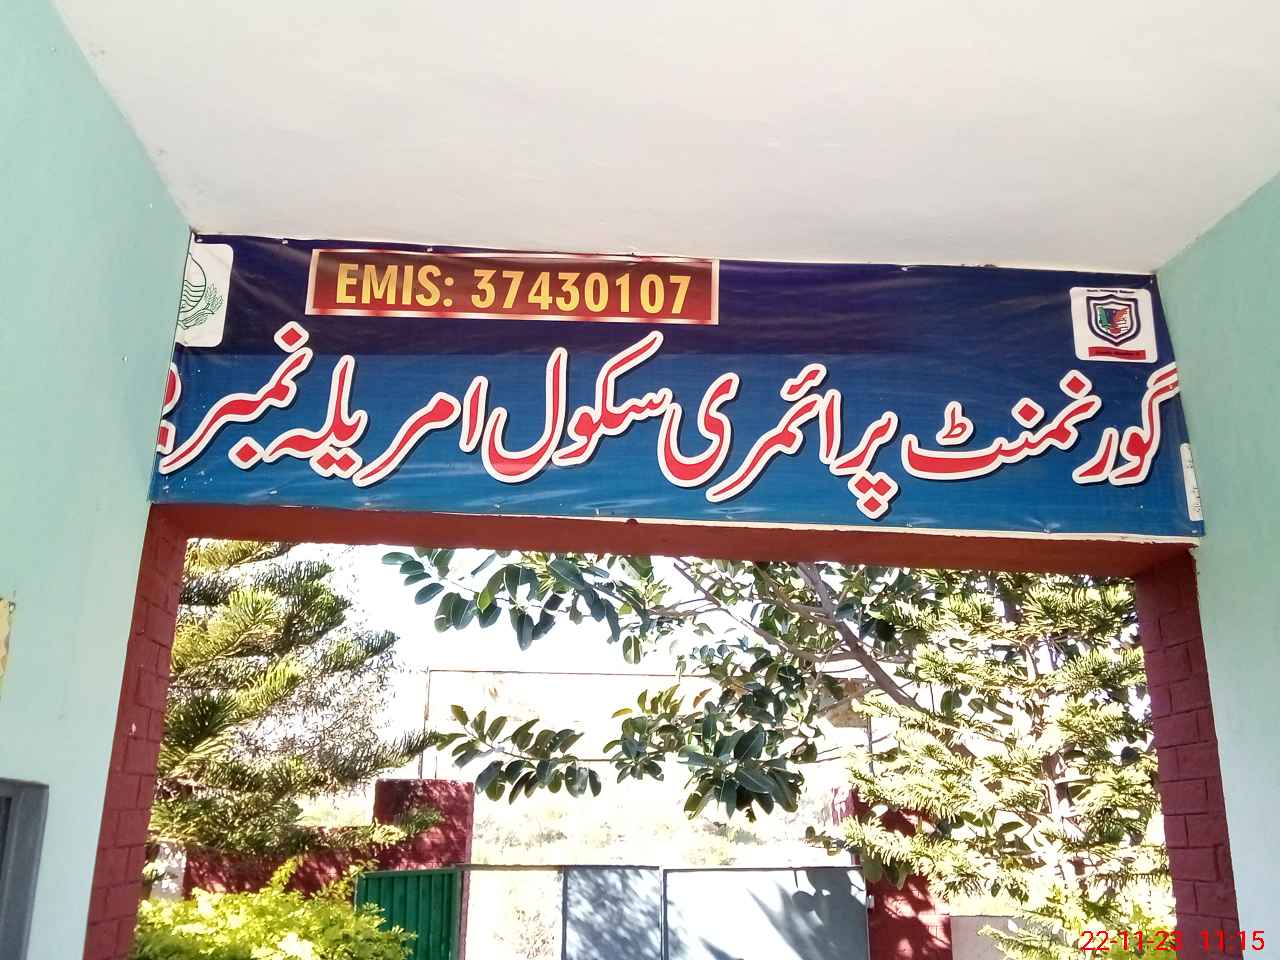 EMIS: 37430107
گورنمنٹ پرائمری سکول امریلہ نمبر
22-11-23 11:15